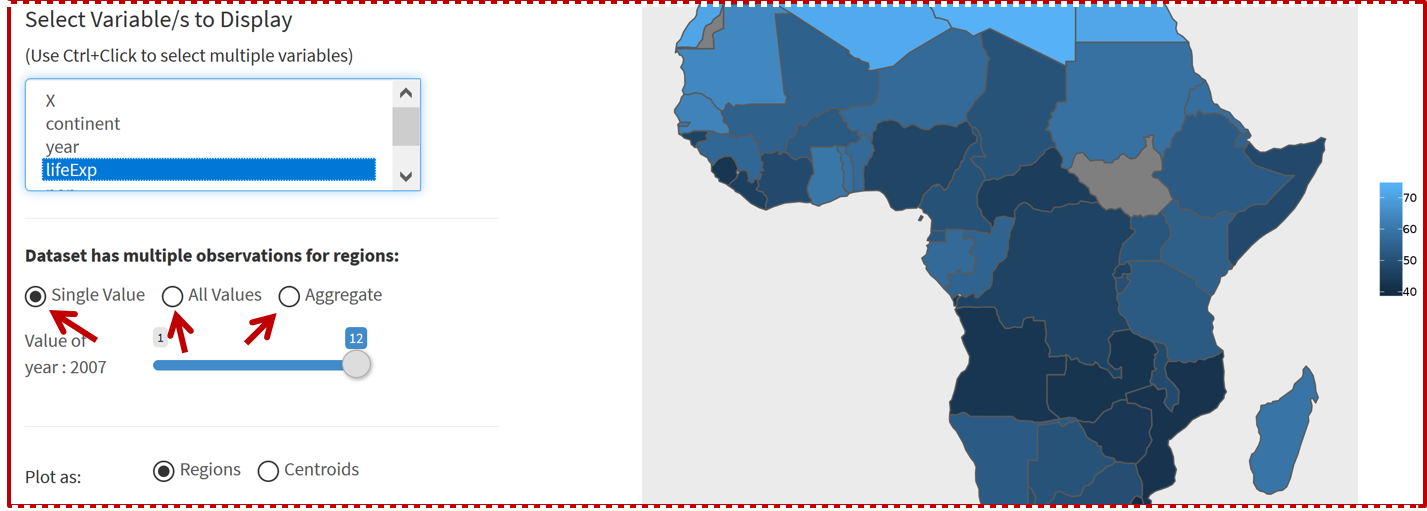 Select Variable/s to Display
(Use Ctrl+Click to select multiple variables)
X
continent
year
lifeExp
Dataset has multiple observations for regions:
Single Value All Values Aggregate
Value of
year : 2007
1 12
Plot as: Regions Centroids
70
60
50
40